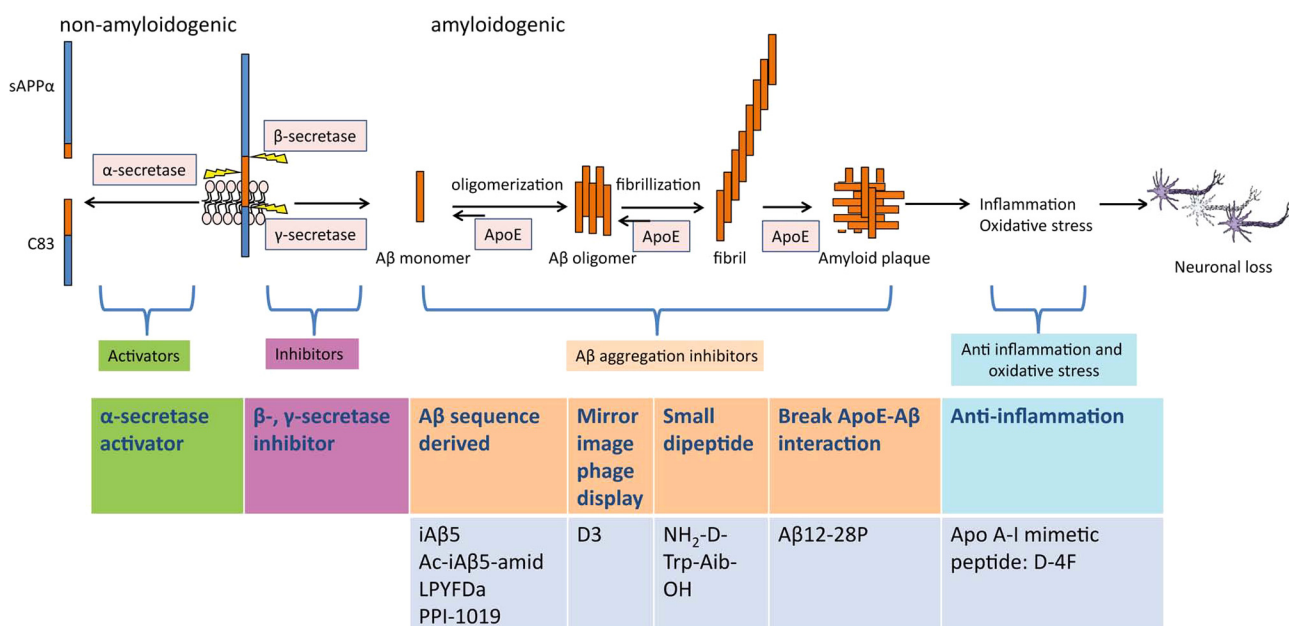 non-amyloidogenic
amyloidogenic
sAPPα
β-secretase
α-secretase
oligomerization
fibrillization
ApoE
ApoE
ApoE
γ-secretase
C83
Aβ monomer
Aβ oligomer
fibril
Amyloid plaque
Inflammation
Oxidative stress
Neuronal loss
Activators
Inhibitors
Aβ aggregation inhibitors
Anti inflammation and
oxidative stress
α-secretase
activator
β-, γ-secretase
inhibitor
Aβ sequence
derived
Mirror
image
phage
display
Small
dipeptide
Break ApoE-Aβ
interaction
Anti-inflammation
iAβ5
Ac-iAβ5-amid
LPYFDa
PPI-1019
D3
NH₂-D-
Trp-Aib-
OH
Aβ12-28P
Apo A-I mimetic
peptide: D-4F